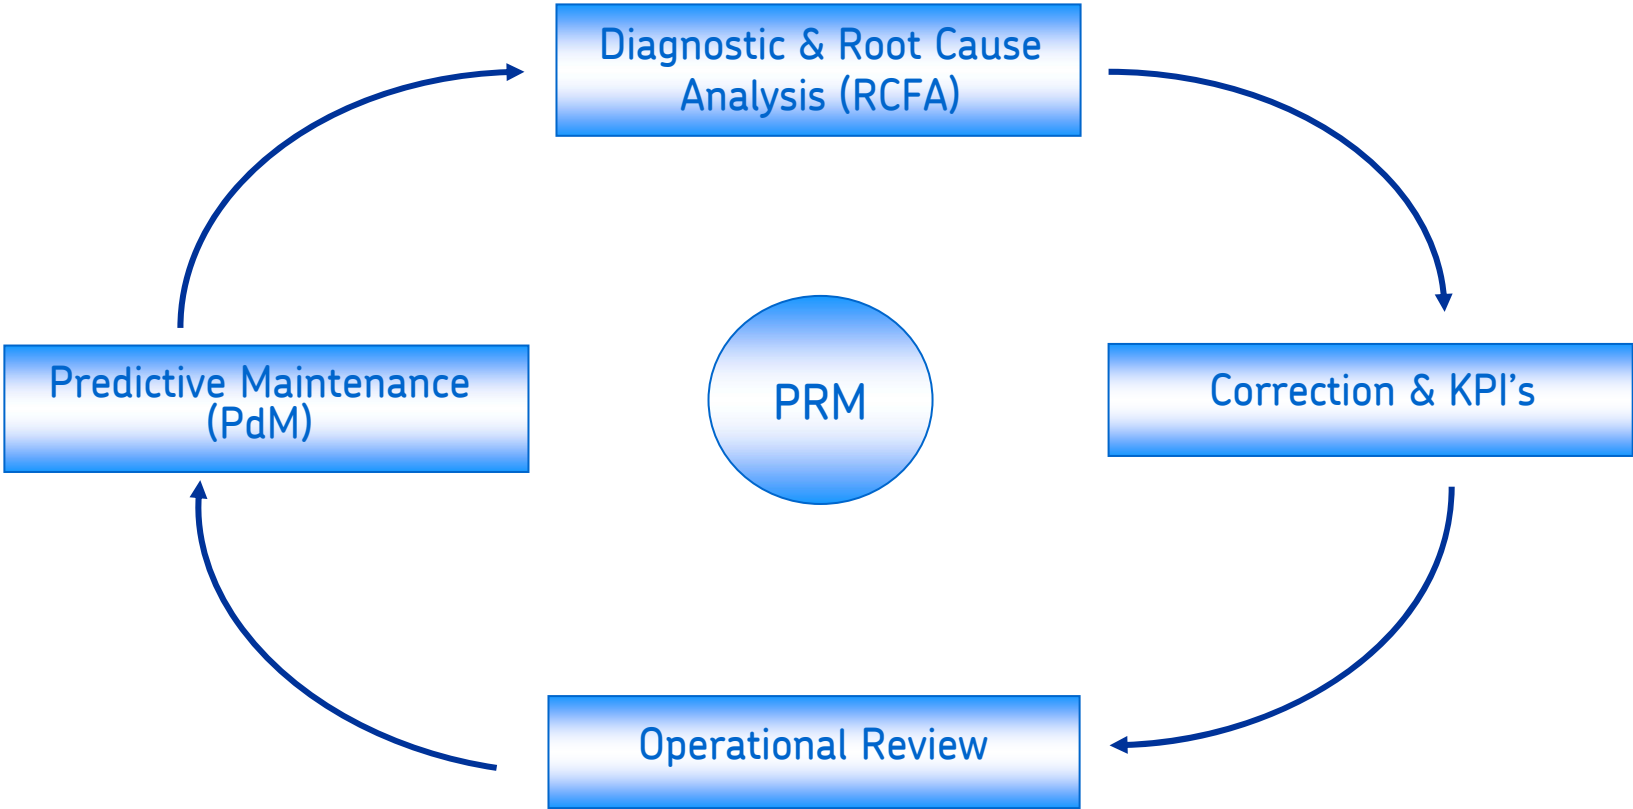 Diagnostic & Root Cause
Analysis (RCFA)
Predictive Maintenance
(PdM)
PRM
Correction & KPI’s
Operational Review